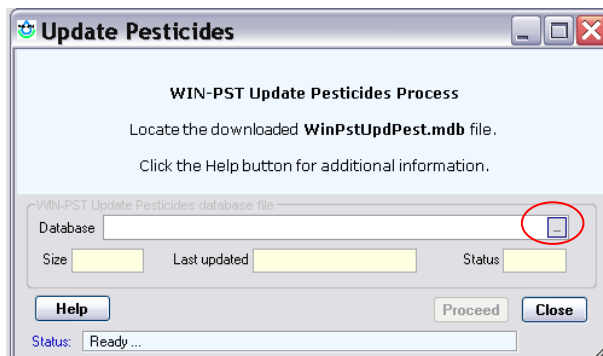 Update Pesticides
WIN-PST Update Pesticides Process
Locate the downloaded WinPstUpdPest.mdb file.
Click the Help button for additional information.
WIN-PST Update Pesticides database file
Database ...
Size Last updated Status
Help Proceed Close
Status: Ready ...